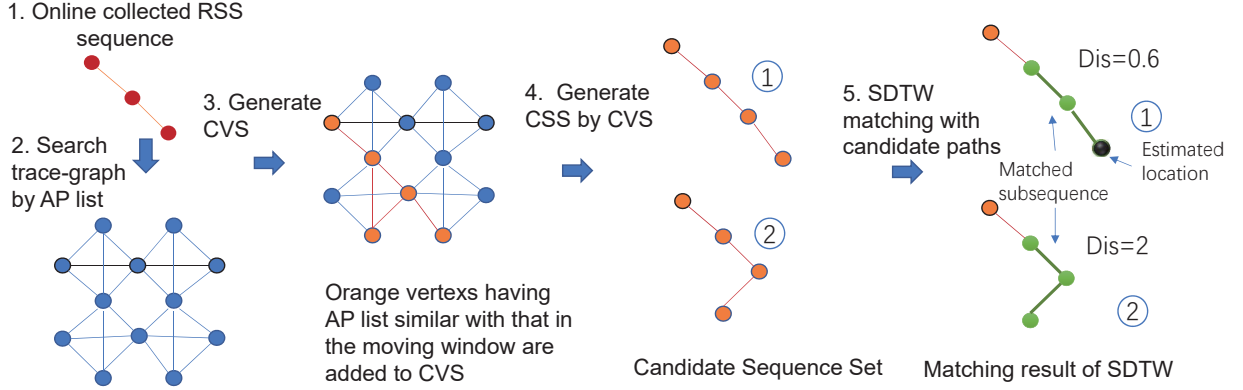 1. Online collected RSS
sequence
2. Search
trace-graph
by AP list
3. Generate
CVS
Orange vertexs having
AP list similar with that in
the moving window are
added to CVS
4. Generate
CSS by CVS
1
2
Candidate Sequence Set
5. SDTW
matching with
candidate paths
Dis=0.6
1
Estimated
location
Matched
subsequence
Dis=2
2
Matching result of SDTW